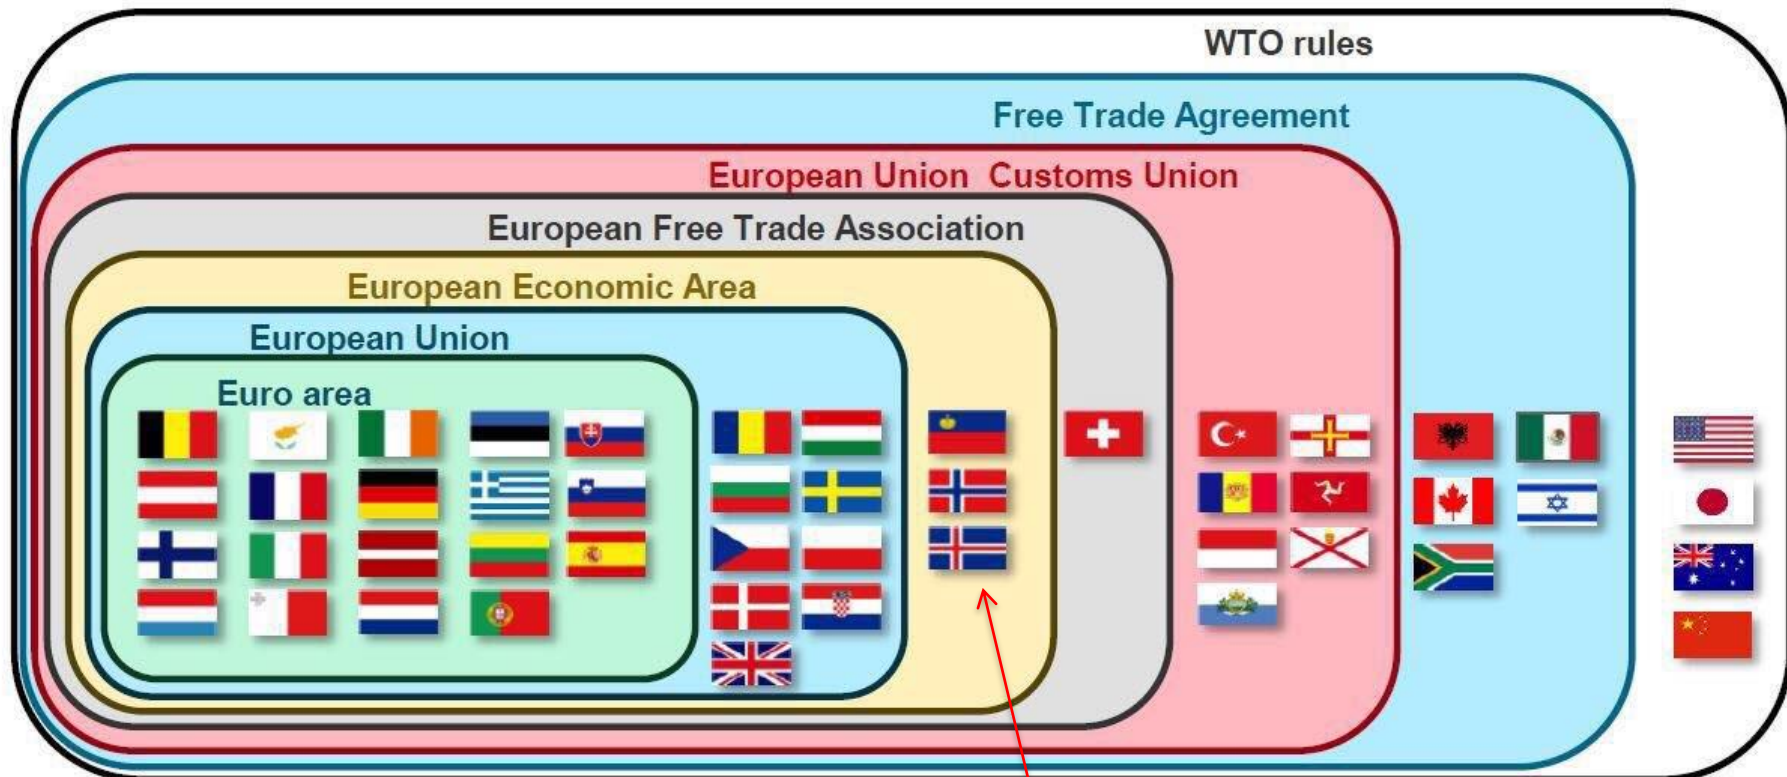 WTO rules
Free Trade Agreement
European Union Customs Union
European Free Trade Association
European Economic Area
European Union
Euro area